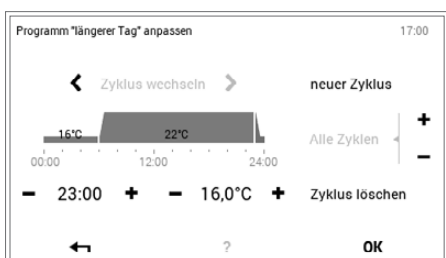 Programm "längerer Tag" anpassen 17:00
< Zyklus wechseln > neuer Zyklus
+
16°C 22°C Alle Zyklen
00:00 12:00 24:00 −
− 23:00 + − 16,0°C + Zyklus löschen
? OK